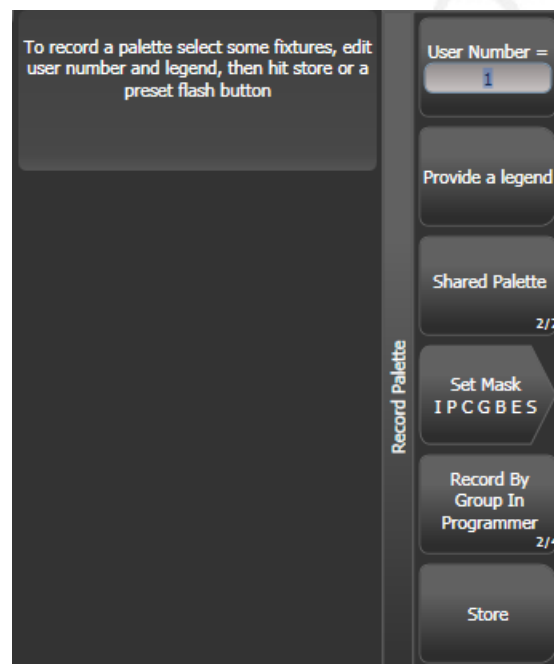 To record a palette select some fixtures, edit
user number and legend, then hit store or a
preset flash button
Record Palette
User Number =
1
Provide a legend
Shared Palette
Set Mask
I P C G B E S
Record By
Group In
Programmer
Store